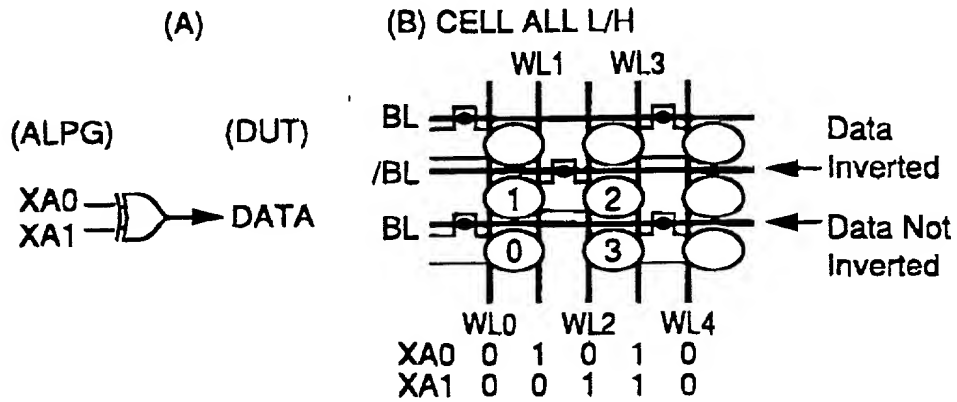 (A)
(B) CELL ALL L/H
WL1 WL3
(ALPG) (DUT)
XA0
XA1
DATA
BL
/BL
BL
1 2
0 3
Data
Inverted
Data Not
Inverted
WL0 WL2 WL4
XA0 0 1 0 1 0
XA1 0 0 1 1 0